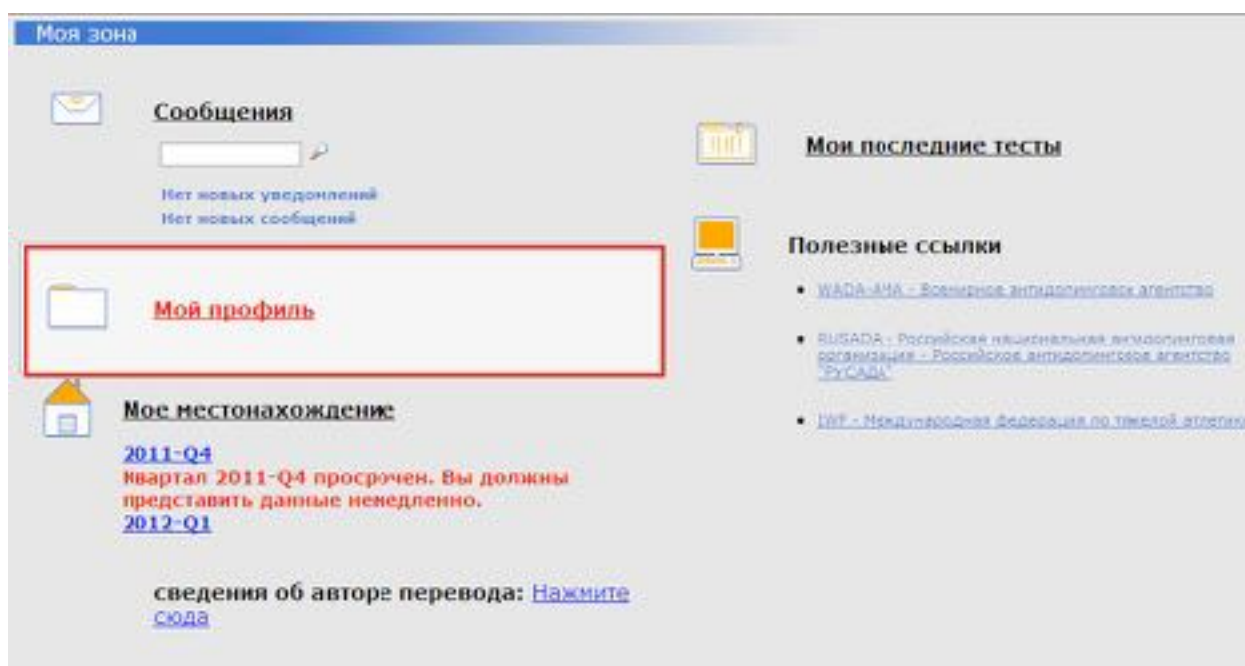 Моя зона
Сообщения
Нет новых уведомлений
Нет новых сообщений
Мой профиль
Мое местонахождение
2011-Q4
Квартал 2011-Q4 просрочен. Вы должны
представить данные немедленно.
2012-Q1
сведения об авторе перевода: Нажмите
сюда
Мои последние тесты
Полезные ссылки
WADA-AMA - Всемирное антидопинговое агентство
RUSADA - Российская национальная антидопинговая
организация - Российское антидопинговое агентство
"РУСАДА"
IWF - Международная федерация по тяжелой атлетике